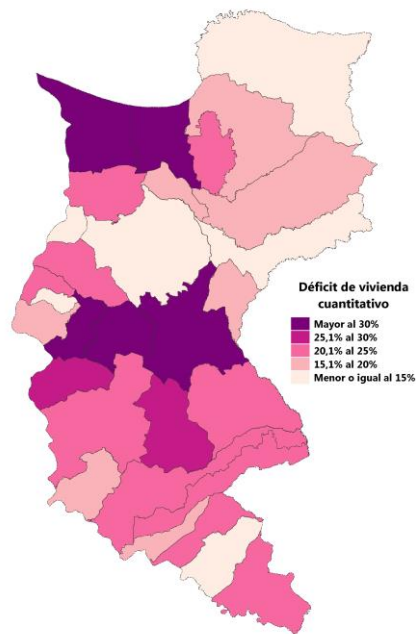 Déficit de vivienda
cuantitativo
Mayor al 30%
25,1% al 30%
20,1% al 25%
15,1% al 20%
Menor o igual al 15%